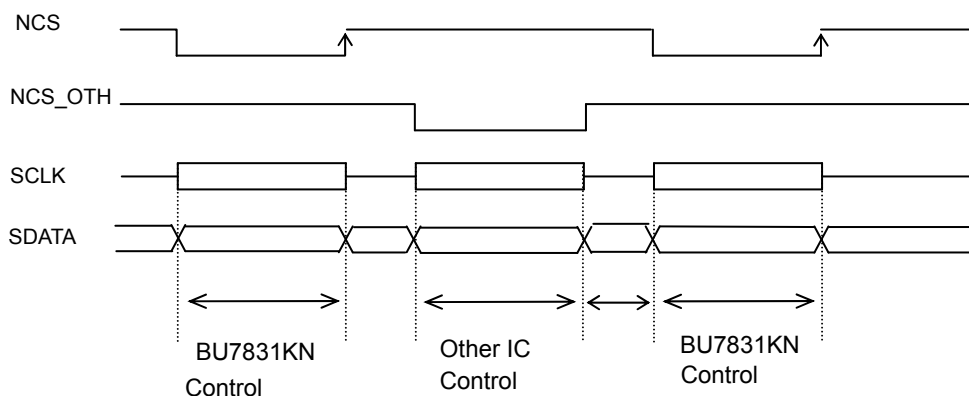 NCS
NCS_OTH
SCLK
SDATA
BU7831KN
Control
Other IC
Control
BU7831KN
Control